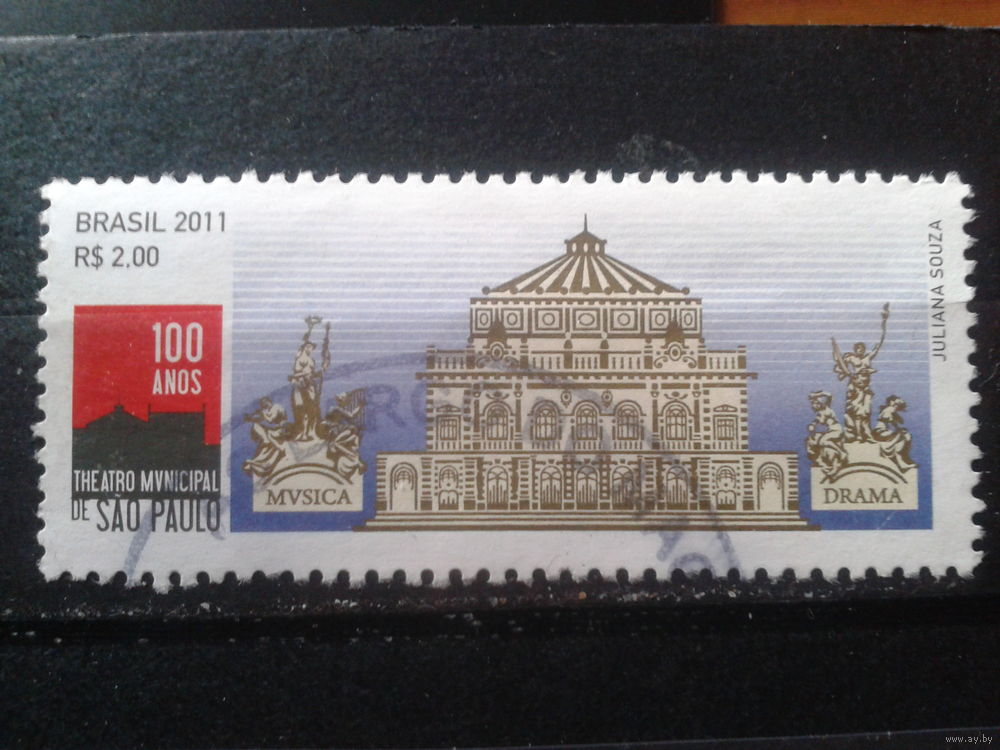 BRASIL 2011
R$ 2,00
100
ANOS
THEATRO MVNICIPAL
DE SÃO PAULO
MVSICA
DRAMA
JULIANA SOUZA
www.ay.by